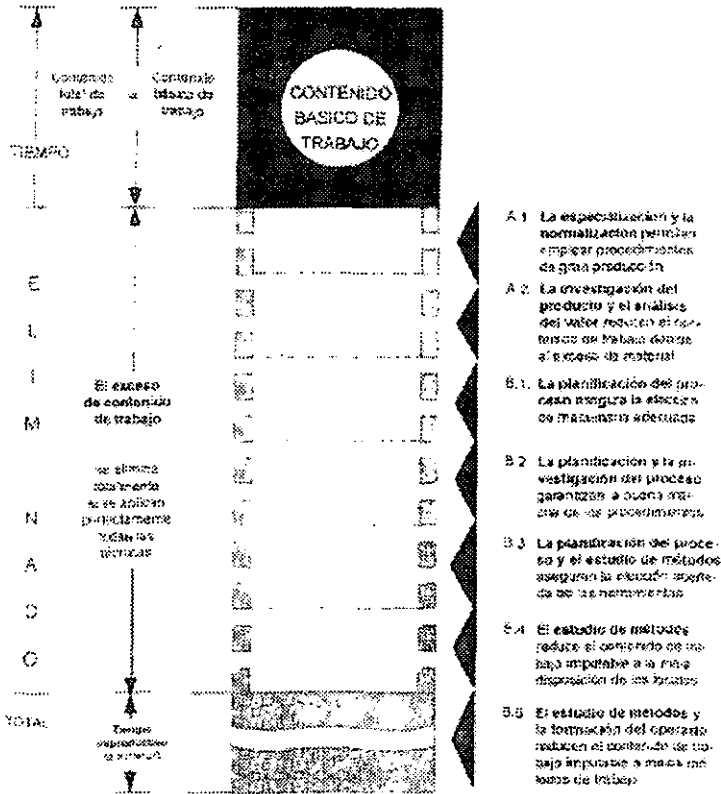 Contenido
total de
trabajo
Contenido
básico de
trabajo
TIEMPO
CONTENIDO
BASICO DE
TRABAJO
E L I M N A D O
El exceso
de contenido
de trabajo
se elimina
totalmente
si se aplican
perfectamente
todas las
técnicas
TOTAL
Tiempo
improductivo
A.1. La especialización y la
normalización permiten
emplear procedimientos
de gran producción
A.2. La investigación del
producto y el análisis
del valor reducen el con-
tenido de trabajo debido
al exceso de material
B.1. La planificación del pro-
ceso asegura la elección
de maquinaria adecuada
B.2 La planificación y la in-
vestigación del proceso
garantizan la buena mar-
cha de los procedimientos
B.3 La planificación del proce-
so y el estudio de métodos
aseguran la elección acerta-
da de las herramientas
B.4 El estudio de métodos
reduce el contenido de tra-
bajo imputable a la mala
disposición de los locales
B.5 El estudio de métodos y
la formación del operario
reducen el contenido de tra-
bajo imputable a malos mé-
todos de trabajo